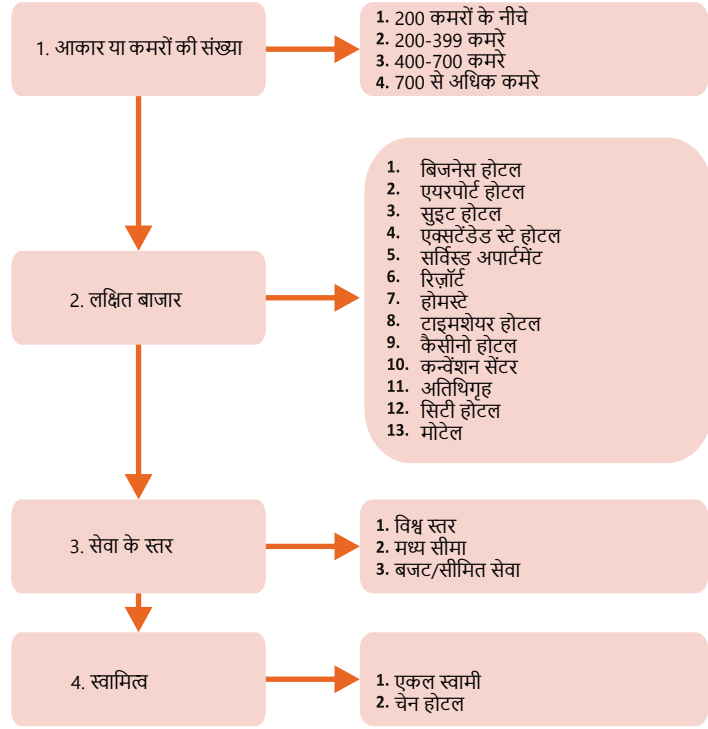 1. आकार या कमरों की संख्या
1. 200 कमरों के नीचे
2. 200-399 कमरे
3. 400-700 कमरे
4. 700 से अधिक कमरे
2. लक्षित बाजार
1. बिजनेस होटल
2. एयरपोर्ट होटल
3. सुइट होटल
4. एक्सटेंडेड स्टे होटल
5. सर्विस्ड अपार्टमेंट
6. रिज़ॉर्ट
7. होमस्टे
8. टाइमशेयर होटल
9. कैसीनो होटल
10. कन्वेंशन सेंटर
11. अतिथिगृह
12. सिटी होटल
13. मोटेल
3. सेवा के स्तर
1. विश्व स्तर
2. मध्य सीमा
3. बजट/सीमित सेवा
4. स्वामित्व
1. एकल स्वामी
2. चेन होटल